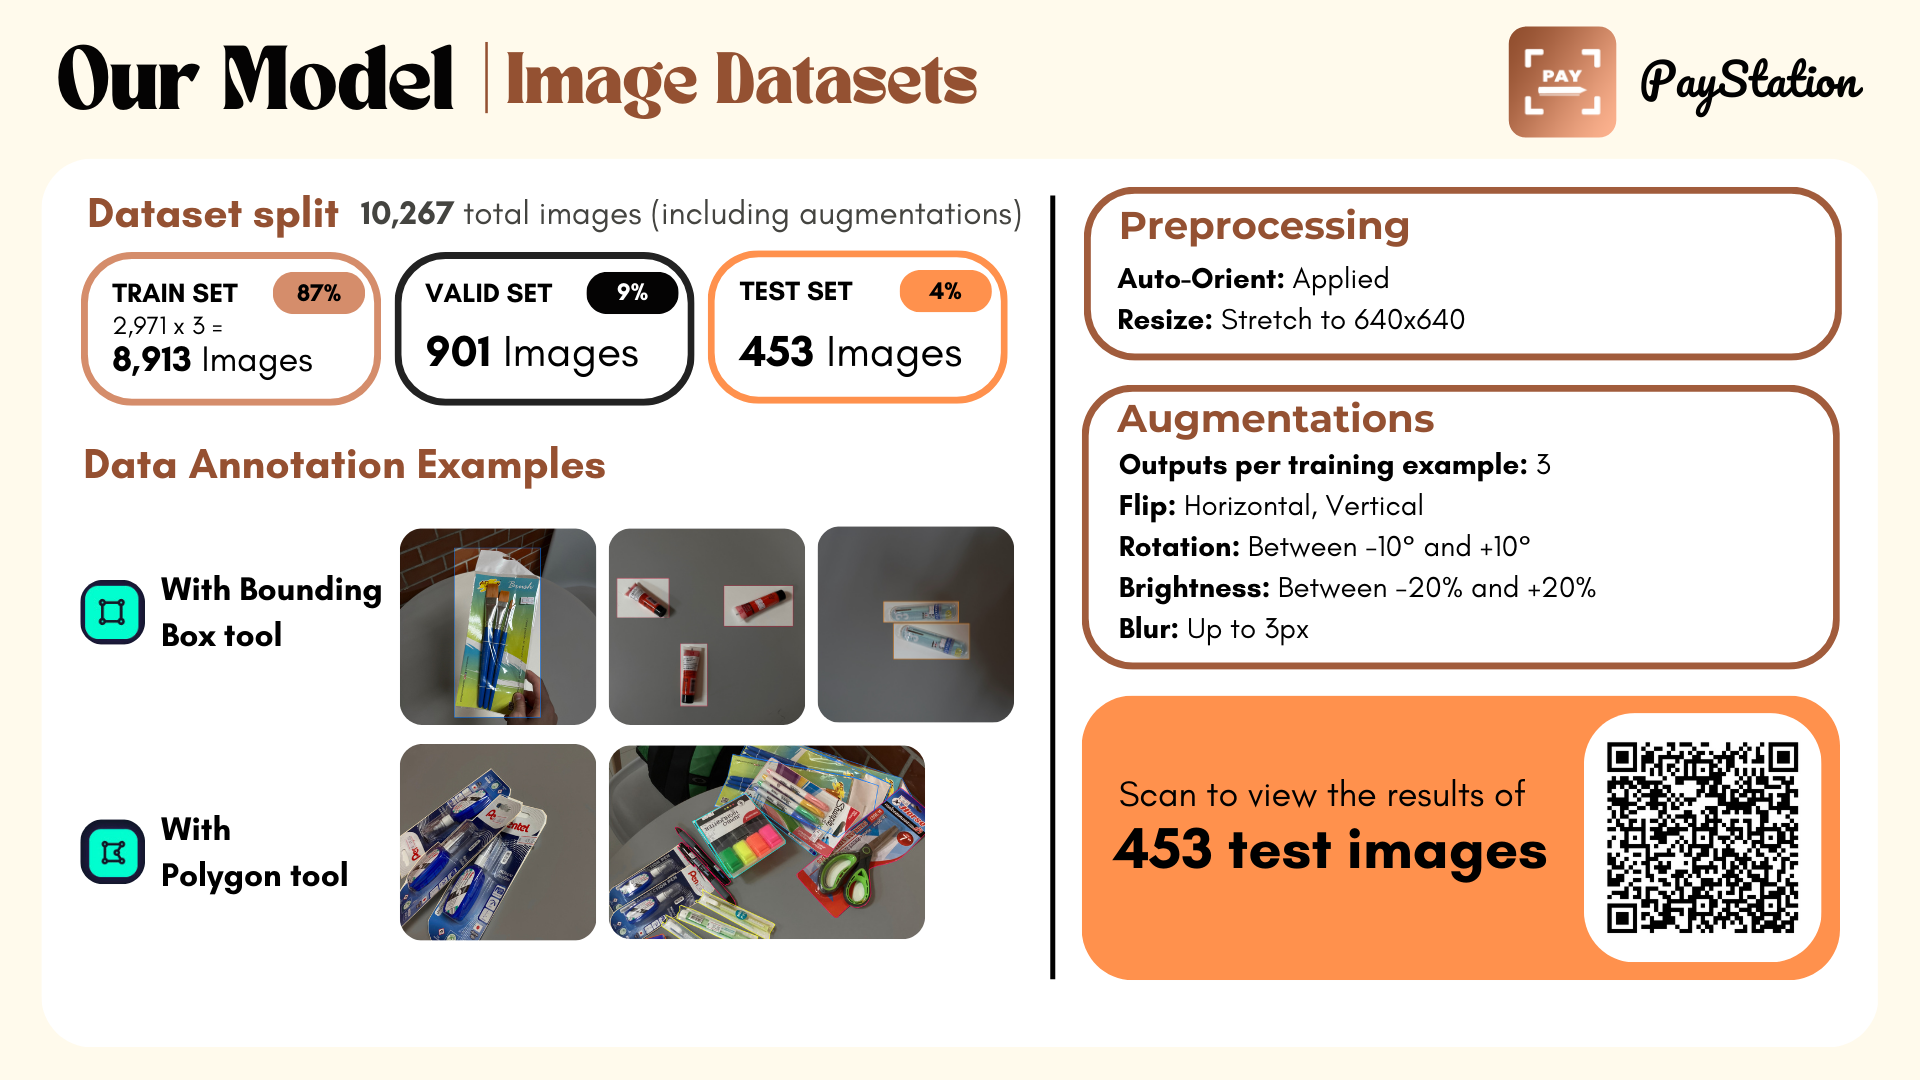 Our Model
Image Datasets
PAY
PayStation
Dataset split
10,267 total images (including augmentations)
TRAIN SET
87%
2,971 x 3 =
8,913 Images
VALID SET
9%
901 Images
TEST SET
4%
453 Images
Data Annotation Examples
With Bounding
Box tool
Brush
With
Polygon tool
Preprocessing
Auto-Orient: Applied
Resize: Stretch to 640x640
Augmentations
Outputs per training example: 3
Flip: Horizontal, Vertical
Rotation: Between -10° and +10°
Brightness: Between -20% and +20%
Blur: Up to 3px
Scan to view the results of
453 test images